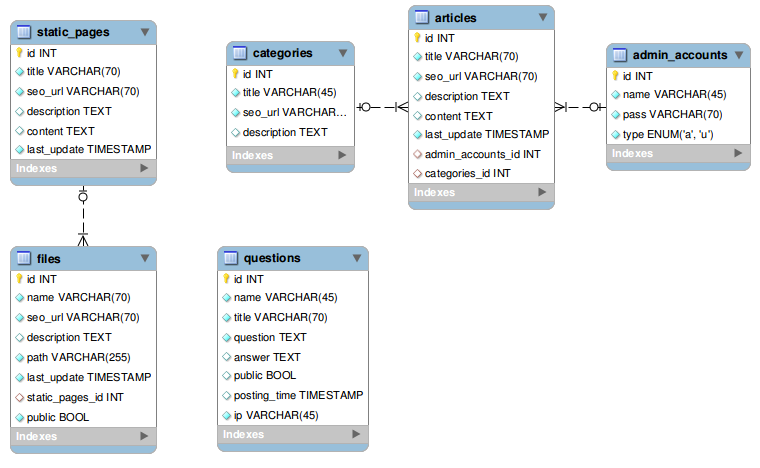 static_pages
id INT
title VARCHAR(70)
seo_url VARCHAR(70)
description TEXT
content TEXT
last_update TIMESTAMP
Indexes
categories
id INT
title VARCHAR(45)
seo_url VARCHAR...
description TEXT
Indexes
articles
id INT
title VARCHAR(70)
seo_url VARCHAR(70)
description TEXT
content TEXT
last_update TIMESTAMP
admin_accounts_id INT
categories_id INT
Indexes
admin_accounts
id INT
name VARCHAR(45)
pass VARCHAR(70)
type ENUM('a', 'u')
Indexes
files
id INT
name VARCHAR(70)
seo_url VARCHAR(70)
description TEXT
path VARCHAR(255)
last_update TIMESTAMP
static_pages_id INT
public BOOL
Indexes
questions
id INT
name VARCHAR(45)
title VARCHAR(70)
question TEXT
answer TEXT
public BOOL
posting_time TIMESTAMP
ip VARCHAR(45)
Indexes